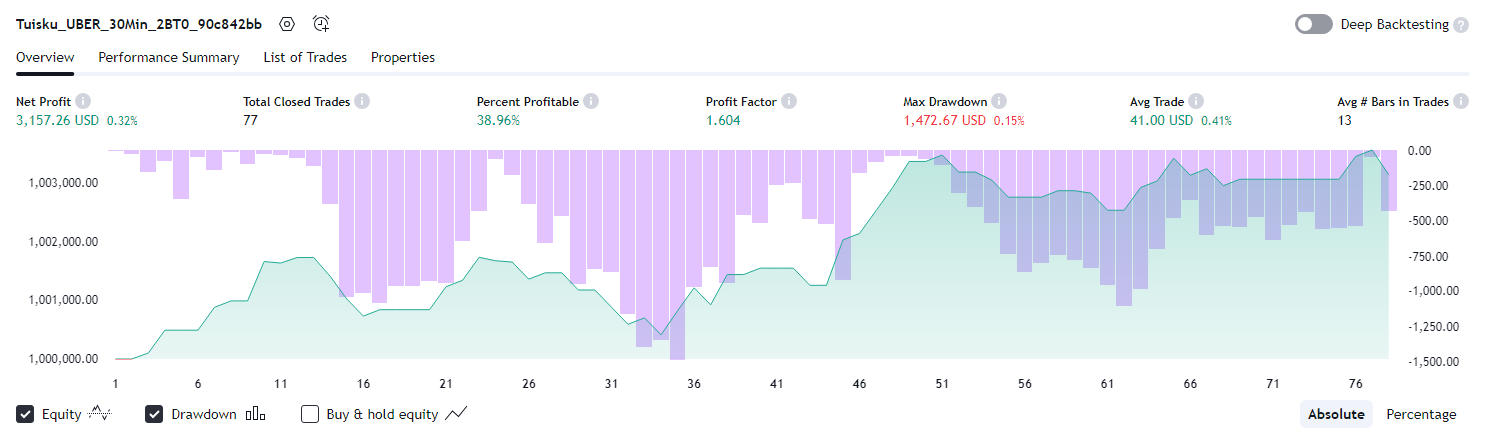 Tuisku_UBER_30Min_2BT0_90c842bb Deep Backtesting ?
Overview Performance Summary List of Trades Properties
Net Profit i Total Closed Trades i Percent Profitable i Profit Factor i Max Drawdown i Avg Trade i Avg # Bars in Trades i
3,157.26 USD 0.32% 77 38.96% 1.604 1,472.67 USD 0.15% 41.00 USD 0.41% 13
0.00
1,003,000.00 -250.00
-500.00
1,002,000.00 -750.00
1,001,000.00 -1,000.00
-1,250.00
1,000,000.00 -1,500.00
1 6 11 16 21 26 31 36 41 46 51 56 61 66 71 76
Equity Drawdown Buy & hold equity Absolute Percentage